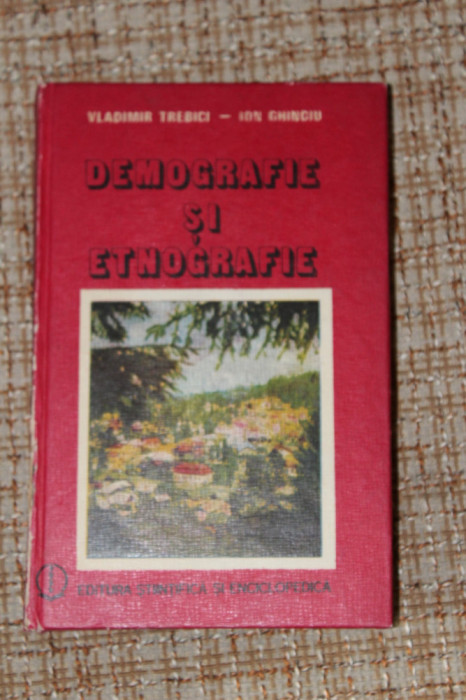 VLADIMIR TREBICI — ION GHINOIU
DEMOGRAFIE
ȘI
ETNOGRAFIE
EDITURA ȘTIINȚIFICĂ ȘI ENCICLOPEDICĂ